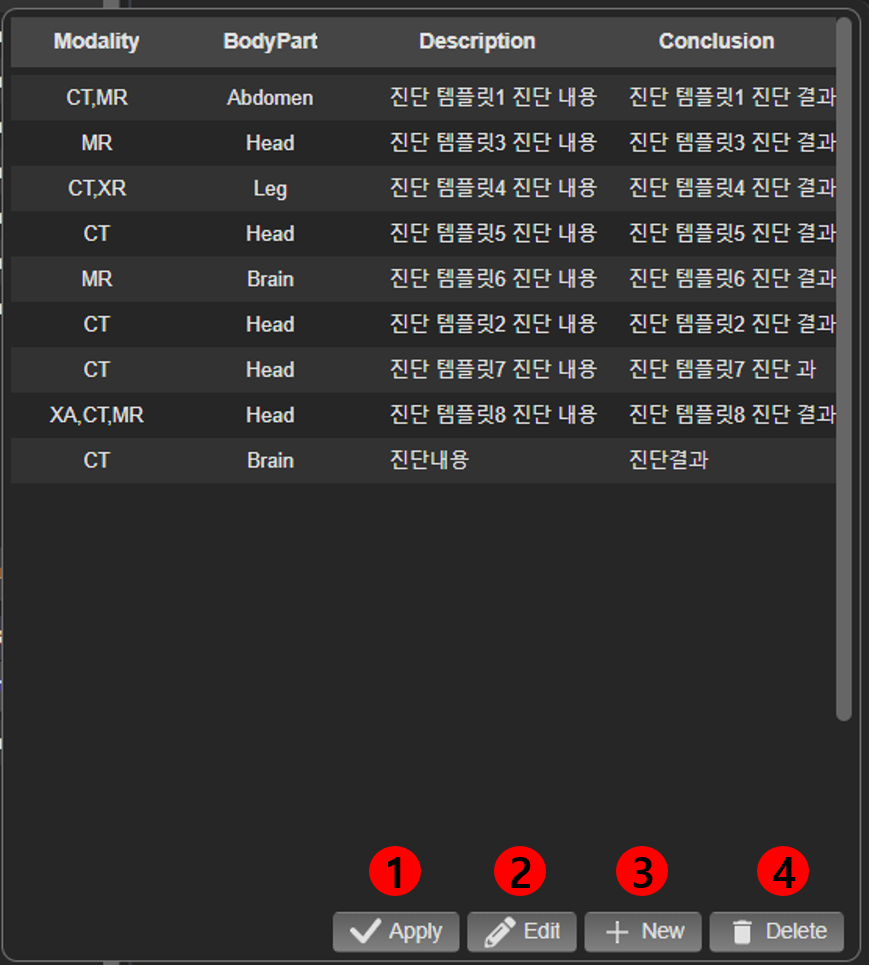 Modality BodyPart Description Conclusion
CT,MR Abdomen 진단 템플릿1 진단 내용 진단 템플릿1 진단 결과
MR Head 진단 템플릿3 진단 내용 진단 템플릿3 진단 결과
CT,XR Leg 진단 템플릿4 진단 내용 진단 템플릿4 진단 결과
CT Head 진단 템플릿5 진단 내용 진단 템플릿5 진단 결과
MR Brain 진단 템플릿6 진단 내용 진단 템플릿6 진단 결과
CT Head 진단 템플릿2 진단 내용 진단 템플릿2 진단 결과
CT Head 진단 템플릿7 진단 내용 진단 템플릿7 진단 과
XA,CT,MR Head 진단 템플릿8 진단 내용 진단 템플릿8 진단 결과
CT Brain 진단내용 진단결과
1 2 3 4
Apply Edit New Delete